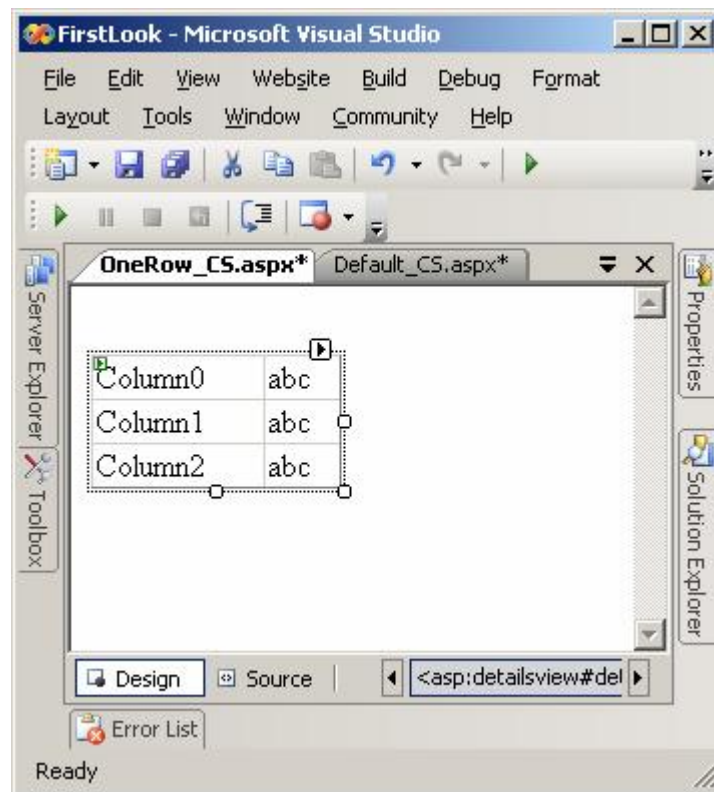 FirstLook - Microsoft Visual Studio
File Edit View Website Build Debug Format
Layout Tools Window Community Help
OneRow_CS.aspx* Default_CS.aspx*
Server Explorer
Toolbox
Column0 abc
Column1 abc
Column2 abc
Properties
Solution Explorer
Design Source <asp:detailsview#det
Error List
Ready